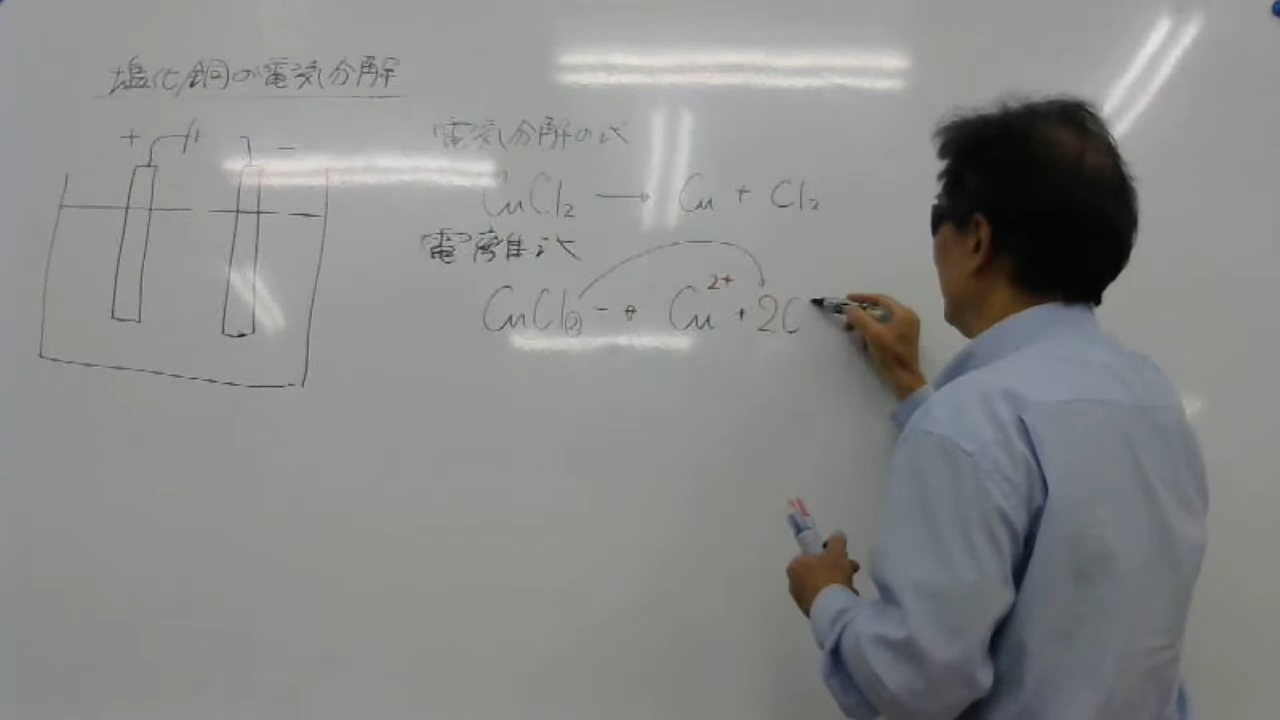 塩化銅の電気分解
+ -
電気分解の式
CuCl₂ → Cu + Cl₂
電離式
CuCl₂ → Cu²⁺ + 2C